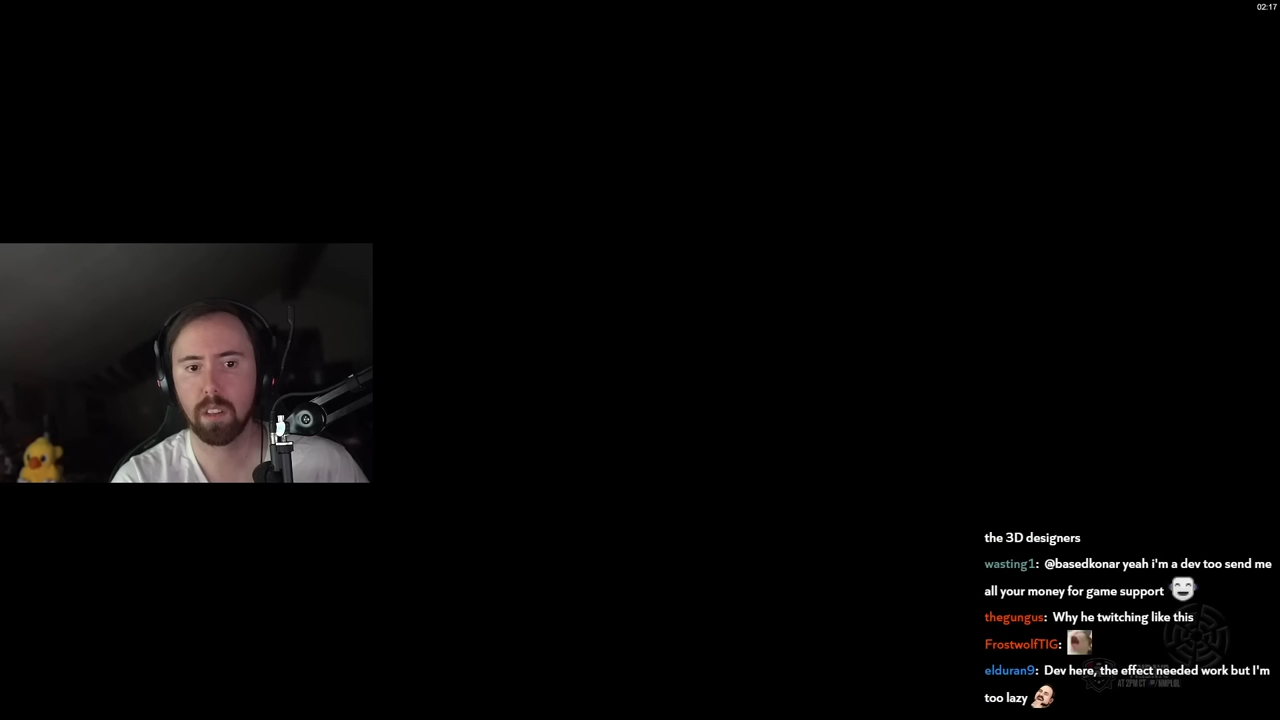 02:17
the 3D designers
wasting1: @basedkonar yeah i'm a dev too send me
all your money for game support
thegungus: Why he twitching like this
FrostwolfTIG:
elduran9: Dev here, the effect needed work but I'm
too lazy